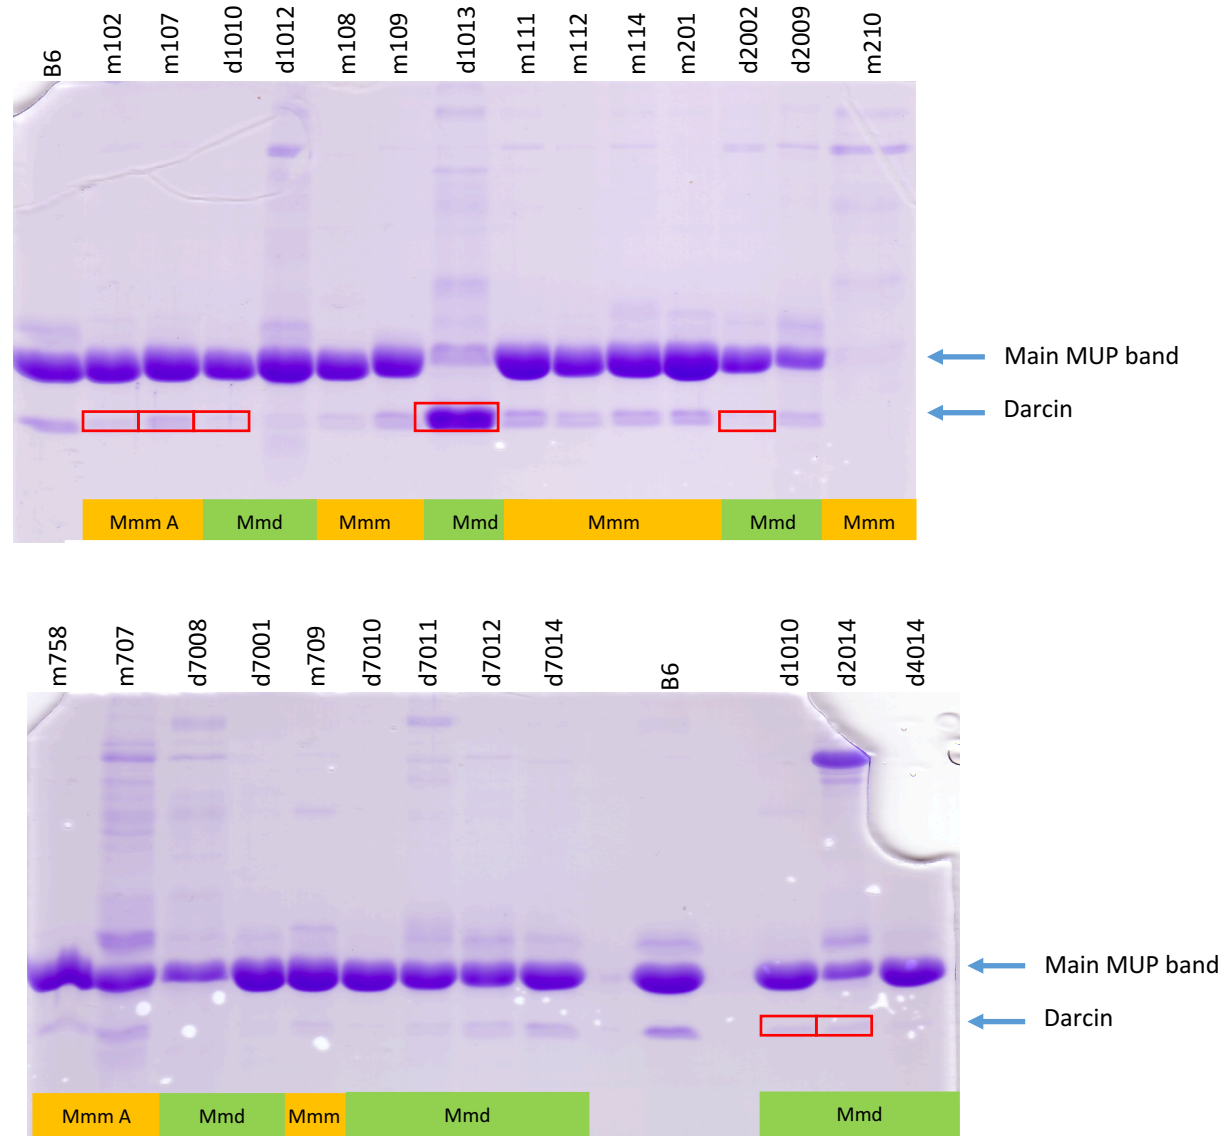 B6 m102 m107 d1010 d1012 m108 m109 d1013 m111 m112 m114 m201 d2002 d2009 m210
Main MUP band
Darcin
Mmm A Mmd Mmm Mmd Mmm Mmd Mmm
m758 m707 d7008 d7001 m709 d7010 d7011 d7012 d7014 B6 d1010 d2014 d4014
Main MUP band
Darcin
Mmm A Mmd Mmm Mmd Mmd